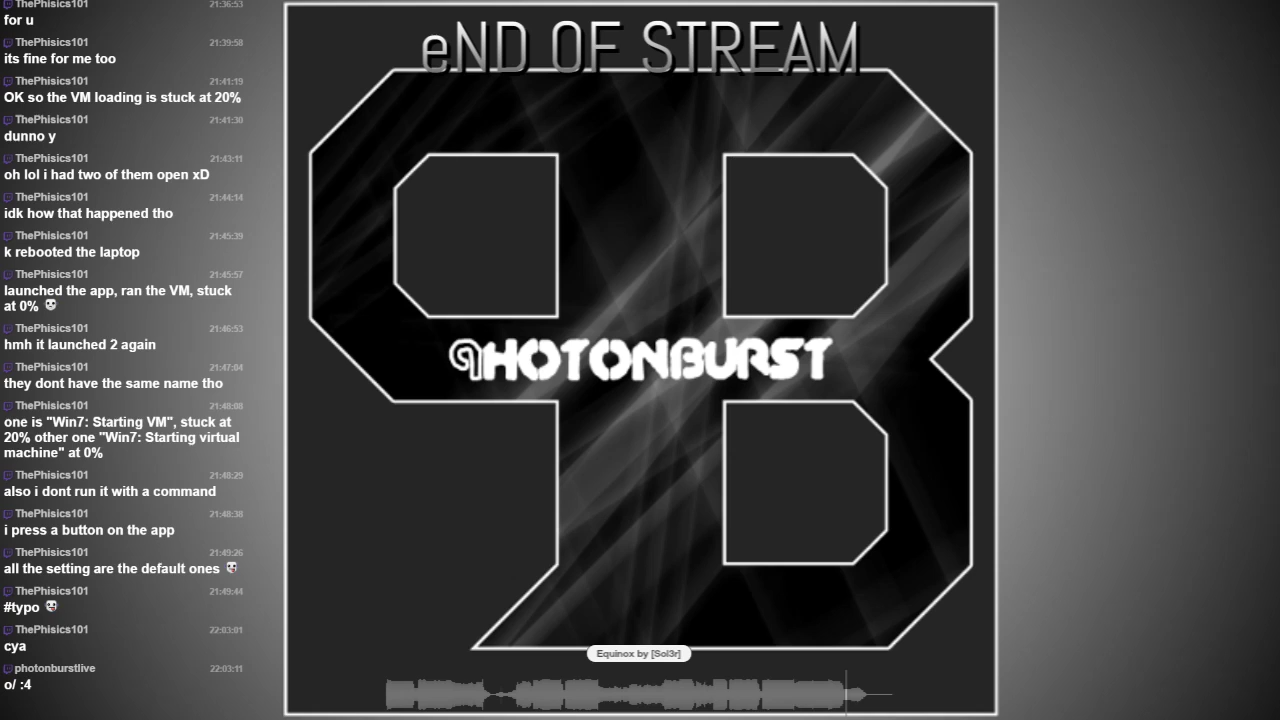 ThePhisics101 21:36:53
for u
ThePhisics101 21:39:58
its fine for me too
ThePhisics101 21:41:19
OK so the VM loading is stuck at 20%
ThePhisics101 21:41:30
dunno y
ThePhisics101 21:43:11
oh lol i had two of them open xD
ThePhisics101 21:44:14
idk how that happened tho
ThePhisics101 21:45:39
k rebooted the laptop
ThePhisics101 21:45:57
launched the app, ran the VM, stuck
at 0%
ThePhisics101 21:46:53
hmh it launched 2 again
ThePhisics101 21:47:04
they dont have the same name tho
ThePhisics101 21:48:08
one is "Win7: Starting VM", stuck at
20% other one "Win7: Starting virtual
machine" at 0%
ThePhisics101 21:48:29
also i dont run it with a command
ThePhisics101 21:48:38
i press a button on the app
ThePhisics101 21:49:26
all the setting are the default ones
ThePhisics101 21:49:44
#typo
ThePhisics101 22:03:01
cya
photonburstlive 22:03:11
o/ :4
eND OF STREAM
PHOTONBURST
Equinox by [Sol3r]